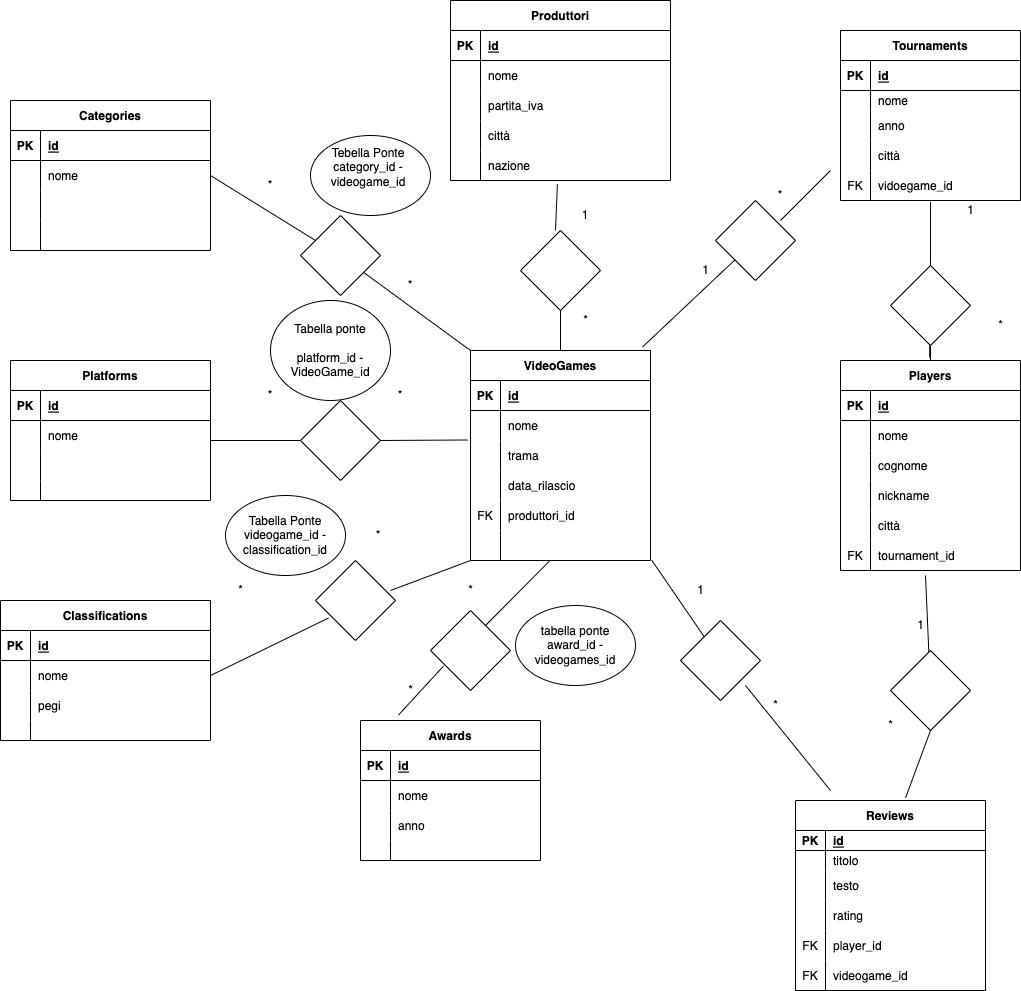 Produttori
PK id
nome
partita_iva
città
nazione
Tournaments
PK id
nome
anno
città
FK vidoegame_id
Categories
PK id
nome
Tebella Ponte
category_id -
videogame_id
*
*
1
*
*
1
1
*
Tabella ponte
platform_id -
VideoGame_id
*
*
Platforms
PK id
nome
VideoGames
PK id
nome
trama
data_rilascio
FK produttori_id
Players
PK id
nome
cognome
nickname
città
FK tournament_id
Tabella Ponte
videogame_id -
classification_id
*
*
Classifications
PK id
nome
pegi
*
*
tabella ponte
award_id -
videogames_id
1
*
1
*
Awards
PK id
nome
anno
Reviews
PK id
titolo
testo
rating
FK player_id
FK videogame_id